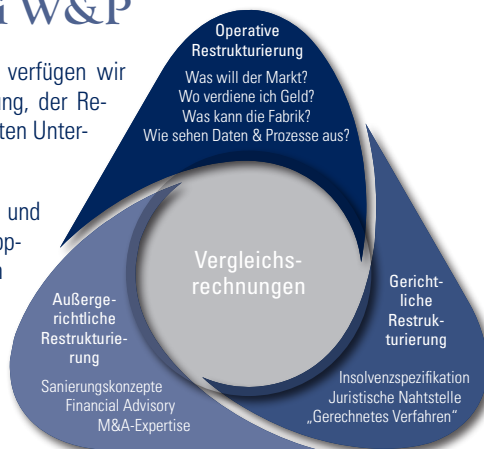 W&P
verfügen wir
ung, der Re-
ten Unter-
und
Operative
Restrukturierung
Was will der Markt?
Wo verdiene ich Geld?
Was kann die Fabrik?
Wie sehen Daten & Prozesse aus?
Vergleichs-
rechnungen
Außerge-
richtliche
Restrukturie-
rung
Sanierungskonzepte
Financial Advisory
M&A-Expertise
Gericht-
liche
Restruk-
turierung
Insolvenzspezifikation
Juristische Nahtstelle
„Gerechnetes Verfahren“